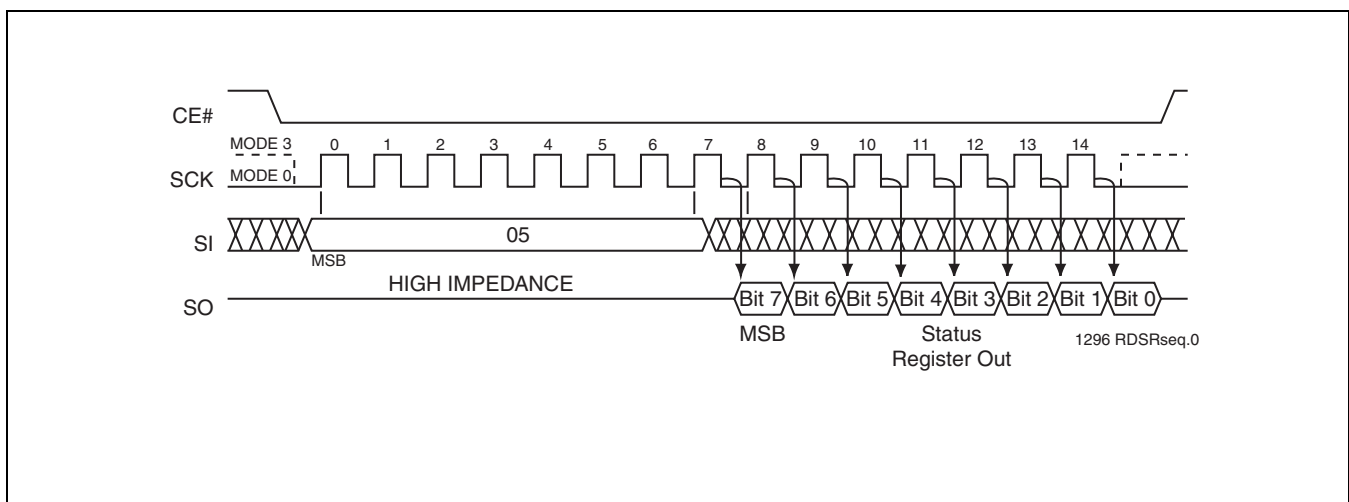 CE#
MODE 3 0 1 2 3 4 5 6 7 8 9 10 11 12 13 14
SCK MODE 0
SI 05
MSB
HIGH IMPEDANCE
SO Bit 7 Bit 6 Bit 5 Bit 4 Bit 3 Bit 2 Bit 1 Bit 0
MSB Status
Register Out
1296 RDSRseq.0